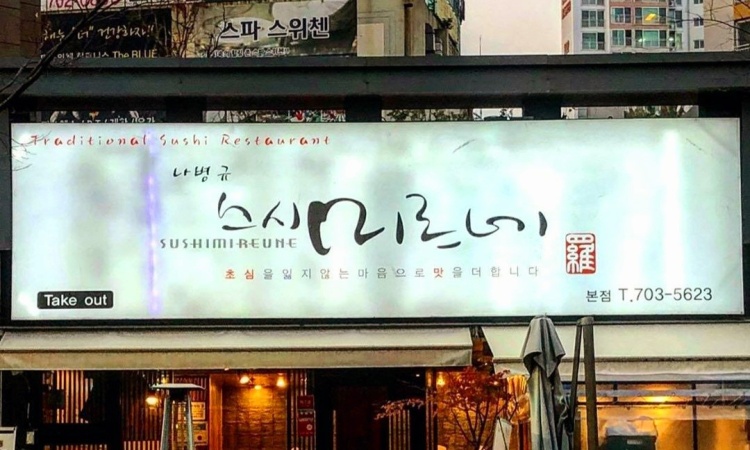 스파 스위첸
Traditional Sushi Restaurant
나병규
스시미르네
SUSHIMIREUNE
초심을 잃지 않는 마음으로 맛을 더합니다
羅
Take out
본점 T.703-5623